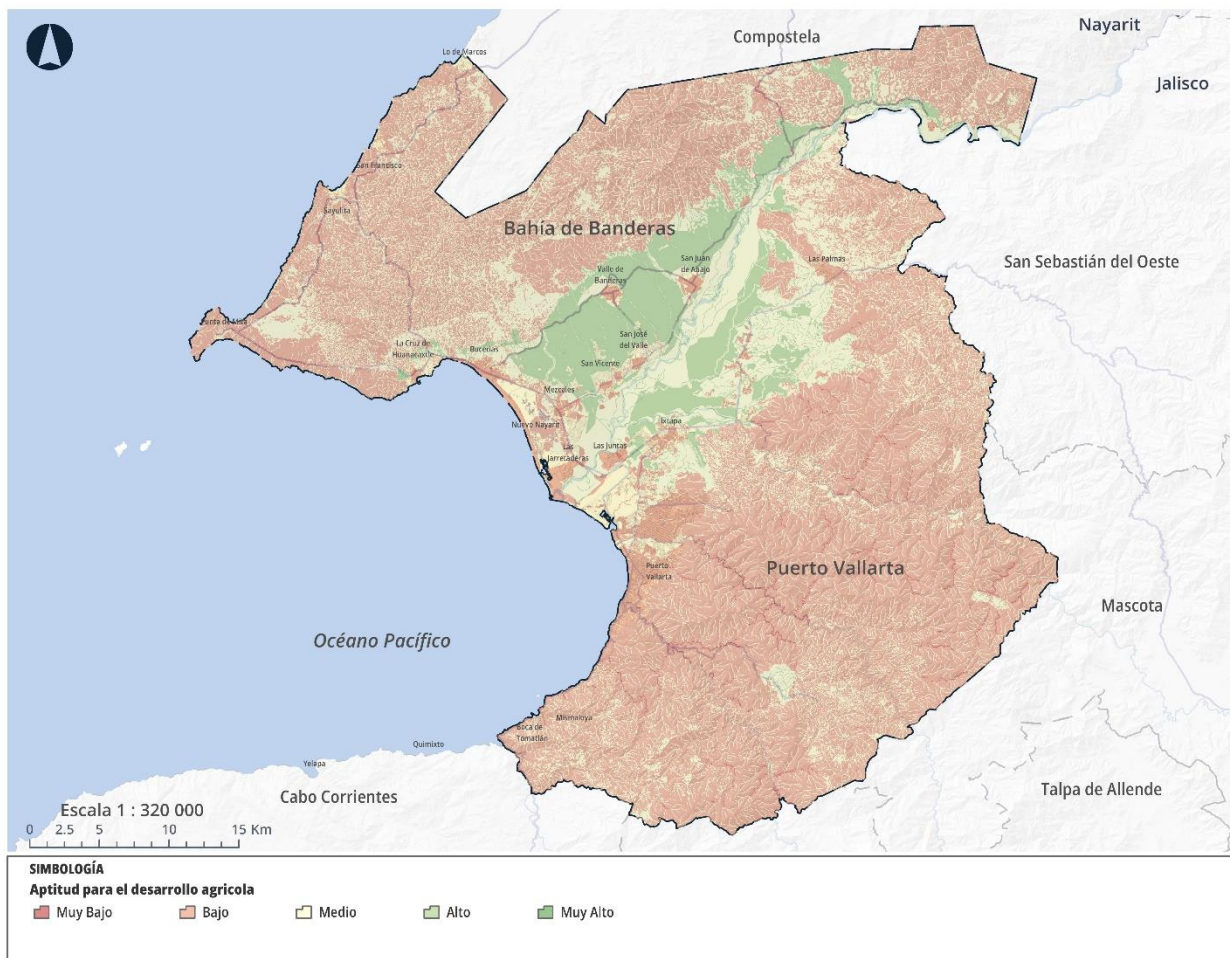 Nayarit
Compostela
Lo de Marcos
Jalisco
San Francisco
Sayulita
Bahía de Banderas
San Sebastián del Oeste
Las Palmas
San Juan
de Abajo
Valle de
Banderas
Punta de Mita
San José
del Valle
La Cruz de
Huanacaxtle
Bucerías
San Vicente
Mezcales
Nuevo Nayarit
Ixtapa
Las Juntas
Las
Jarretaderas
Puerto
Vallarta
Puerto Vallarta
Mascota
Océano Pacífico
Mismaloya
Boca de
Tomatlán
Quimixto
Yelapa
Cabo Corrientes
Talpa de Allende
Escala 1 : 320 000
0 2.5 5 10 15 Km
SIMBOLOGÍA
Aptitud para el desarrollo agricola
Muy Bajo Bajo Medio Alto Muy Alto